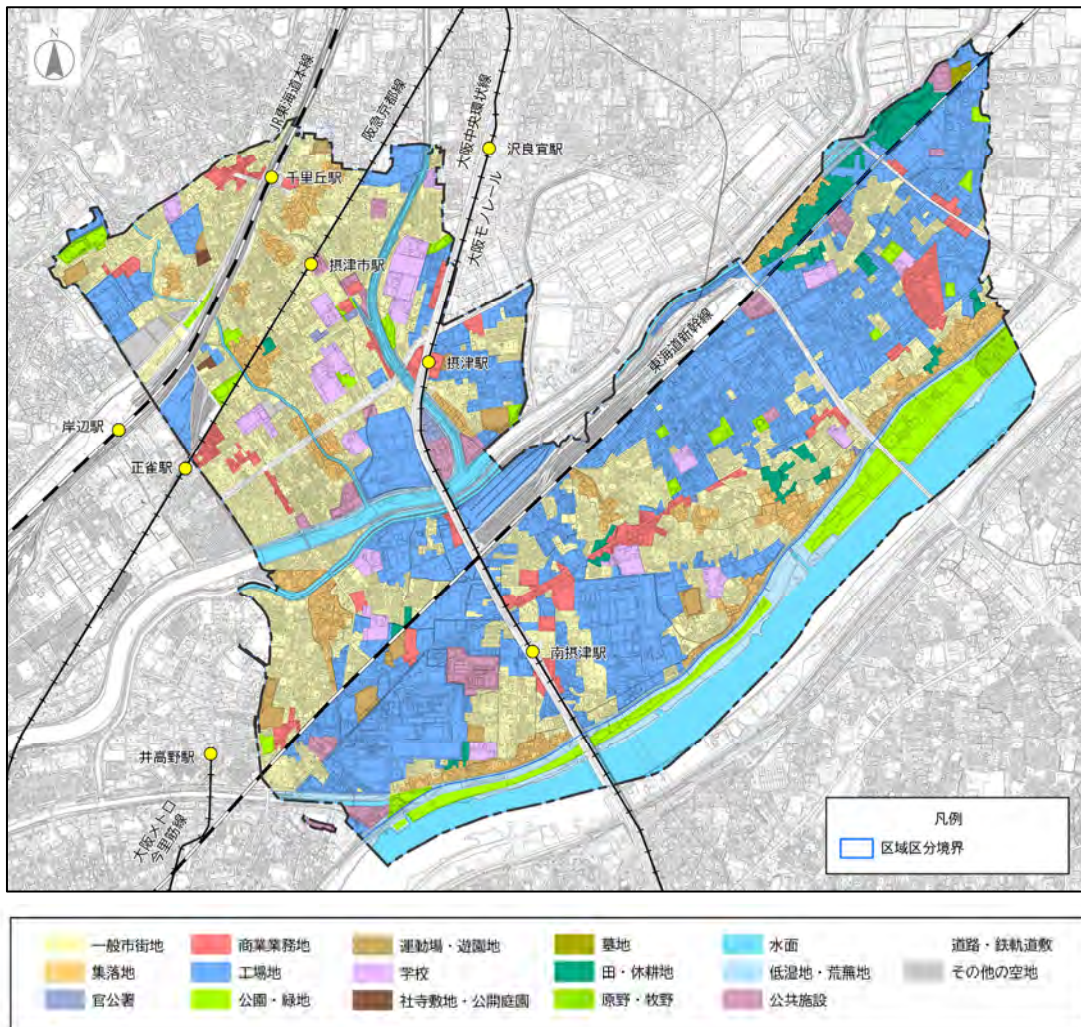 N
JR東海道本線
阪急京都線
大阪中央環状線
沢良宜駅
千里丘駅
大阪モノレール
摂津市駅
東海道新幹線
摂津駅
岸辺駅
正雀駅
南摂津駅
井高野駅
大阪メトロ
今里筋線
凡例
区域区分境界
一般市街地
商業業務地
運動場・遊園地
墓地
水面
道路・鉄軌道敷
集落地
工場地
学校
田・休耕地
低湿地・荒蕪地
その他の空地
官公署
公園・緑地
社寺敷地・公開庭園
原野・牧野
公共施設